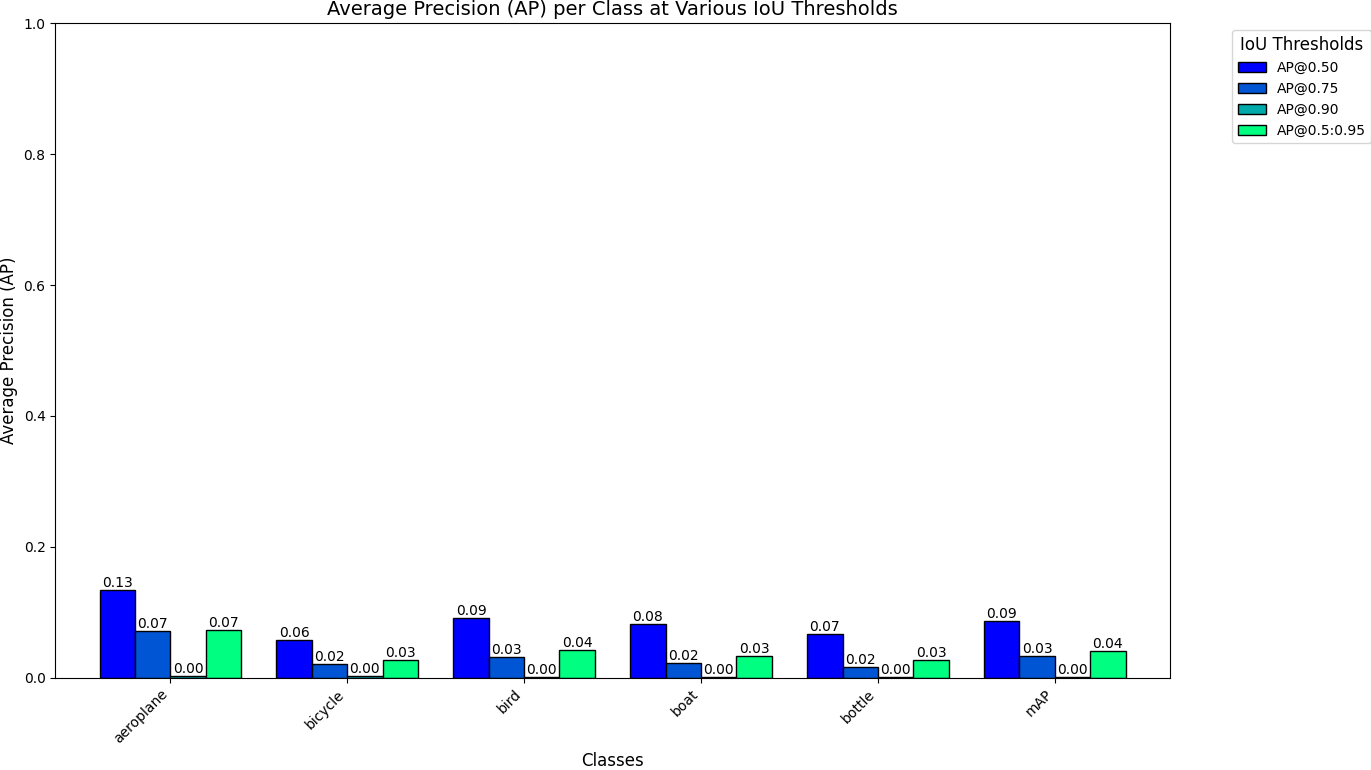 Average Precision (AP) per Class at Various IoU Thresholds
IoU Thresholds
AP@0.50
AP@0.75
AP@0.90
AP@0.5:0.95
Average Precision (AP)
1.0
0.8
0.6
0.4
0.2
0.0
0.13
0.07
0.00
0.07
0.06
0.02
0.00
0.03
0.09
0.03
0.00
0.04
0.08
0.02
0.00
0.03
0.07
0.02
0.00
0.03
0.09
0.03
0.00
0.04
aeroplane
bicycle
bird
boat
bottle
mAP
Classes